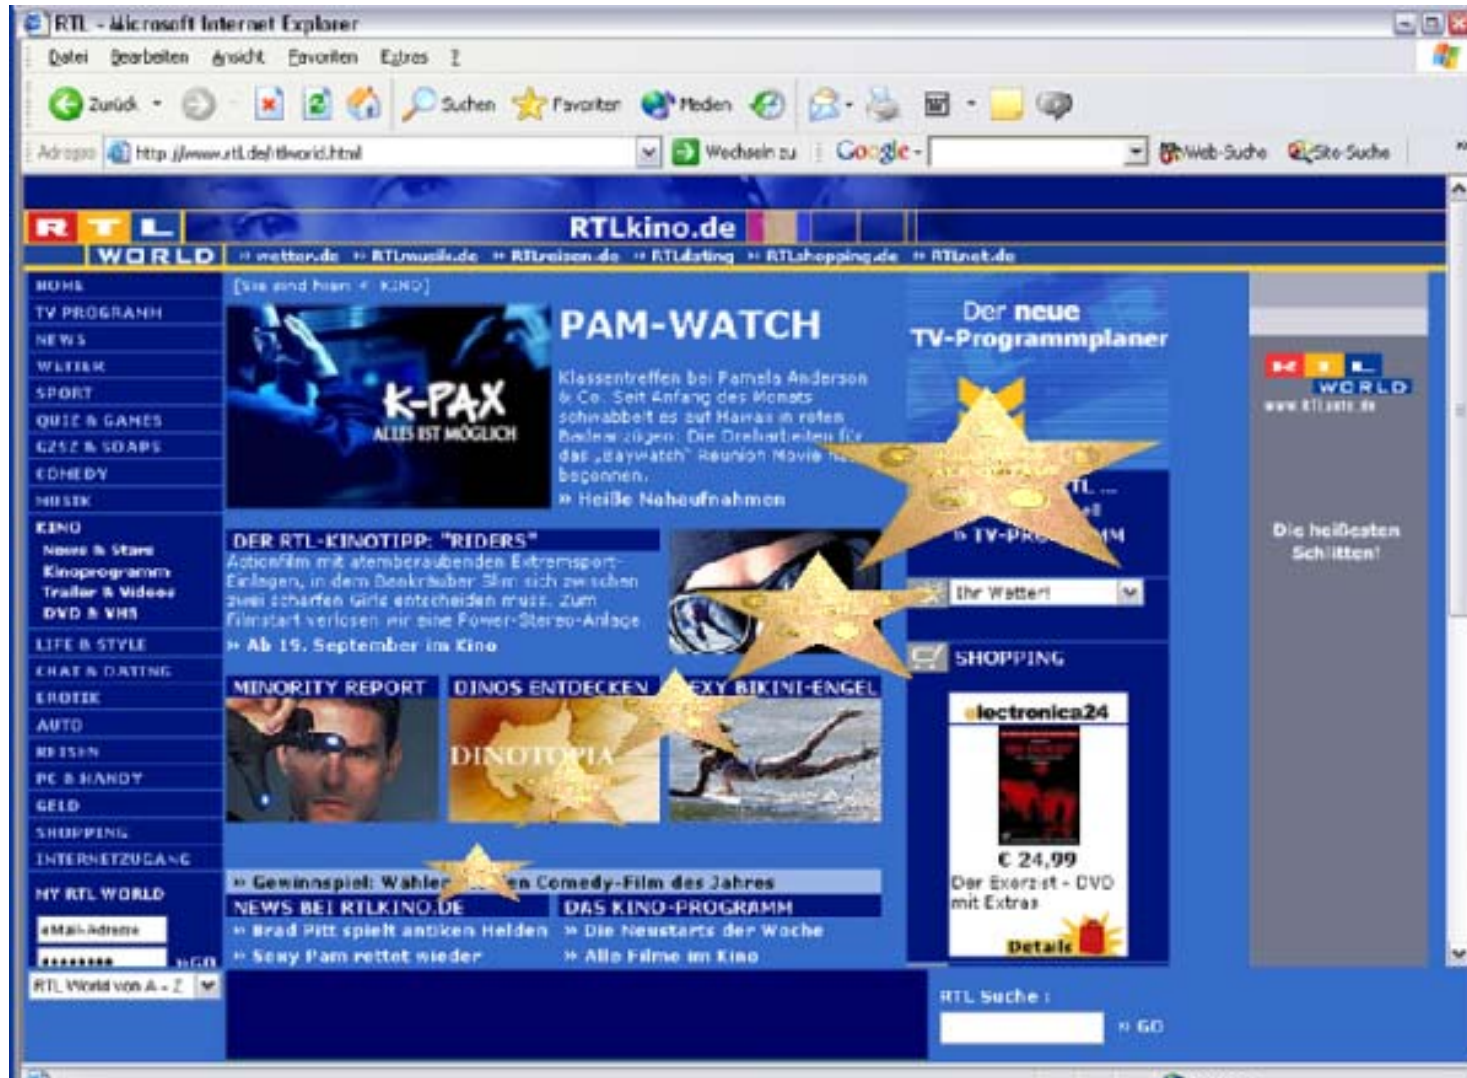 RTL - Microsoft Internet Explorer
Datei Bearbeiten Ansicht Favoriten Extras ?
Zurück Suchen Favoriten Medien
http://www.rtl.de/ Wechseln zu Google Web-Suche Site-Suche
RTL RTLkino.de
WORLD » wetter.de » RTLmusik.de » RTLreisen.de » RTLdating » RTLshopping.de » RTLnet.de
HOME
TV PROGRAMM
NEWS
WETTER
SPORT
QUIZ & GAMES
GZSZ & SOAPS
COMEDY
MUSIK
KINO
News & Stars
Kinoprogramm
Trailer & Videos
DVD & VHS
LIFE & STYLE
CHAT & DATING
EROTIK
AUTO
REISEN
PC & HANDY
GELD
SHOPPING
INTERNETZUGANG
MY RTL WORLD
eMail-Adresse
******** »GO
RTL World von A - Z
[Sie sind hier: < KINO]
K-PAX
ALLES IST MÖGLICH
PAM-WATCH
Klassentreffen bei Pamela Anderson
& Co. Seit Anfang des Monats
schwabbelt es auf Hawaii in roten
Badeanzügen: Die Dreharbeiten für
das „Baywatch" Reunion Movie
begonnen.
» Heiße Nahaufnahmen
DER RTL-KINOTIPP: "RIDERS"
Actionfilm mit atemberaubenden Extremsport-
Einlagen, in dem Bankräuber Slim sich zwischen
zwei scharfen Girls entscheiden muss. Zum
Filmstart verlosen wir eine Power-Stereo-Anlage.
» Ab 19. September im Kino
MINORITY REPORT
DINOS ENTDECKEN
DINOTOPIA
BIKINI-ENGEL
» Gewinnspiel: den Comedy-Film des Jahres
NEWS BEI RTLKINO.DE
» Brad Pitt spielt antiken Helden
» Sexy Pam rettet wieder
DAS KINO-PROGRAMM
» Die Neustarts der Woche
» Alle Filme im Kino
Der neue
TV-Programmplaner
Ihr Wetter!
SHOPPING
electronica24
€ 24,99
Der Exorzist - DVD
mit Extras
Details
RTL Suche :
» GO
RTL
WORLD
Die heißesten
Schlitten!